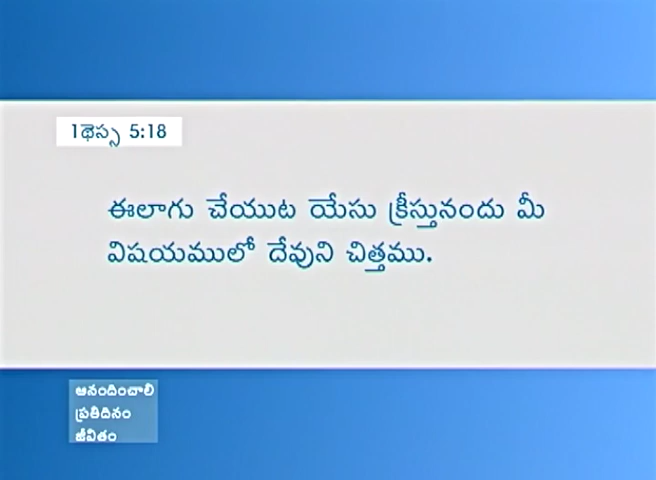 1థెస్స 5:18
ఈలాగు చేయుట యేసు క్రీస్తునందు మీ
విషయములో దేవుని చిత్తము.
ఆనందించాలి
ప్రతిదినం
జీవితం